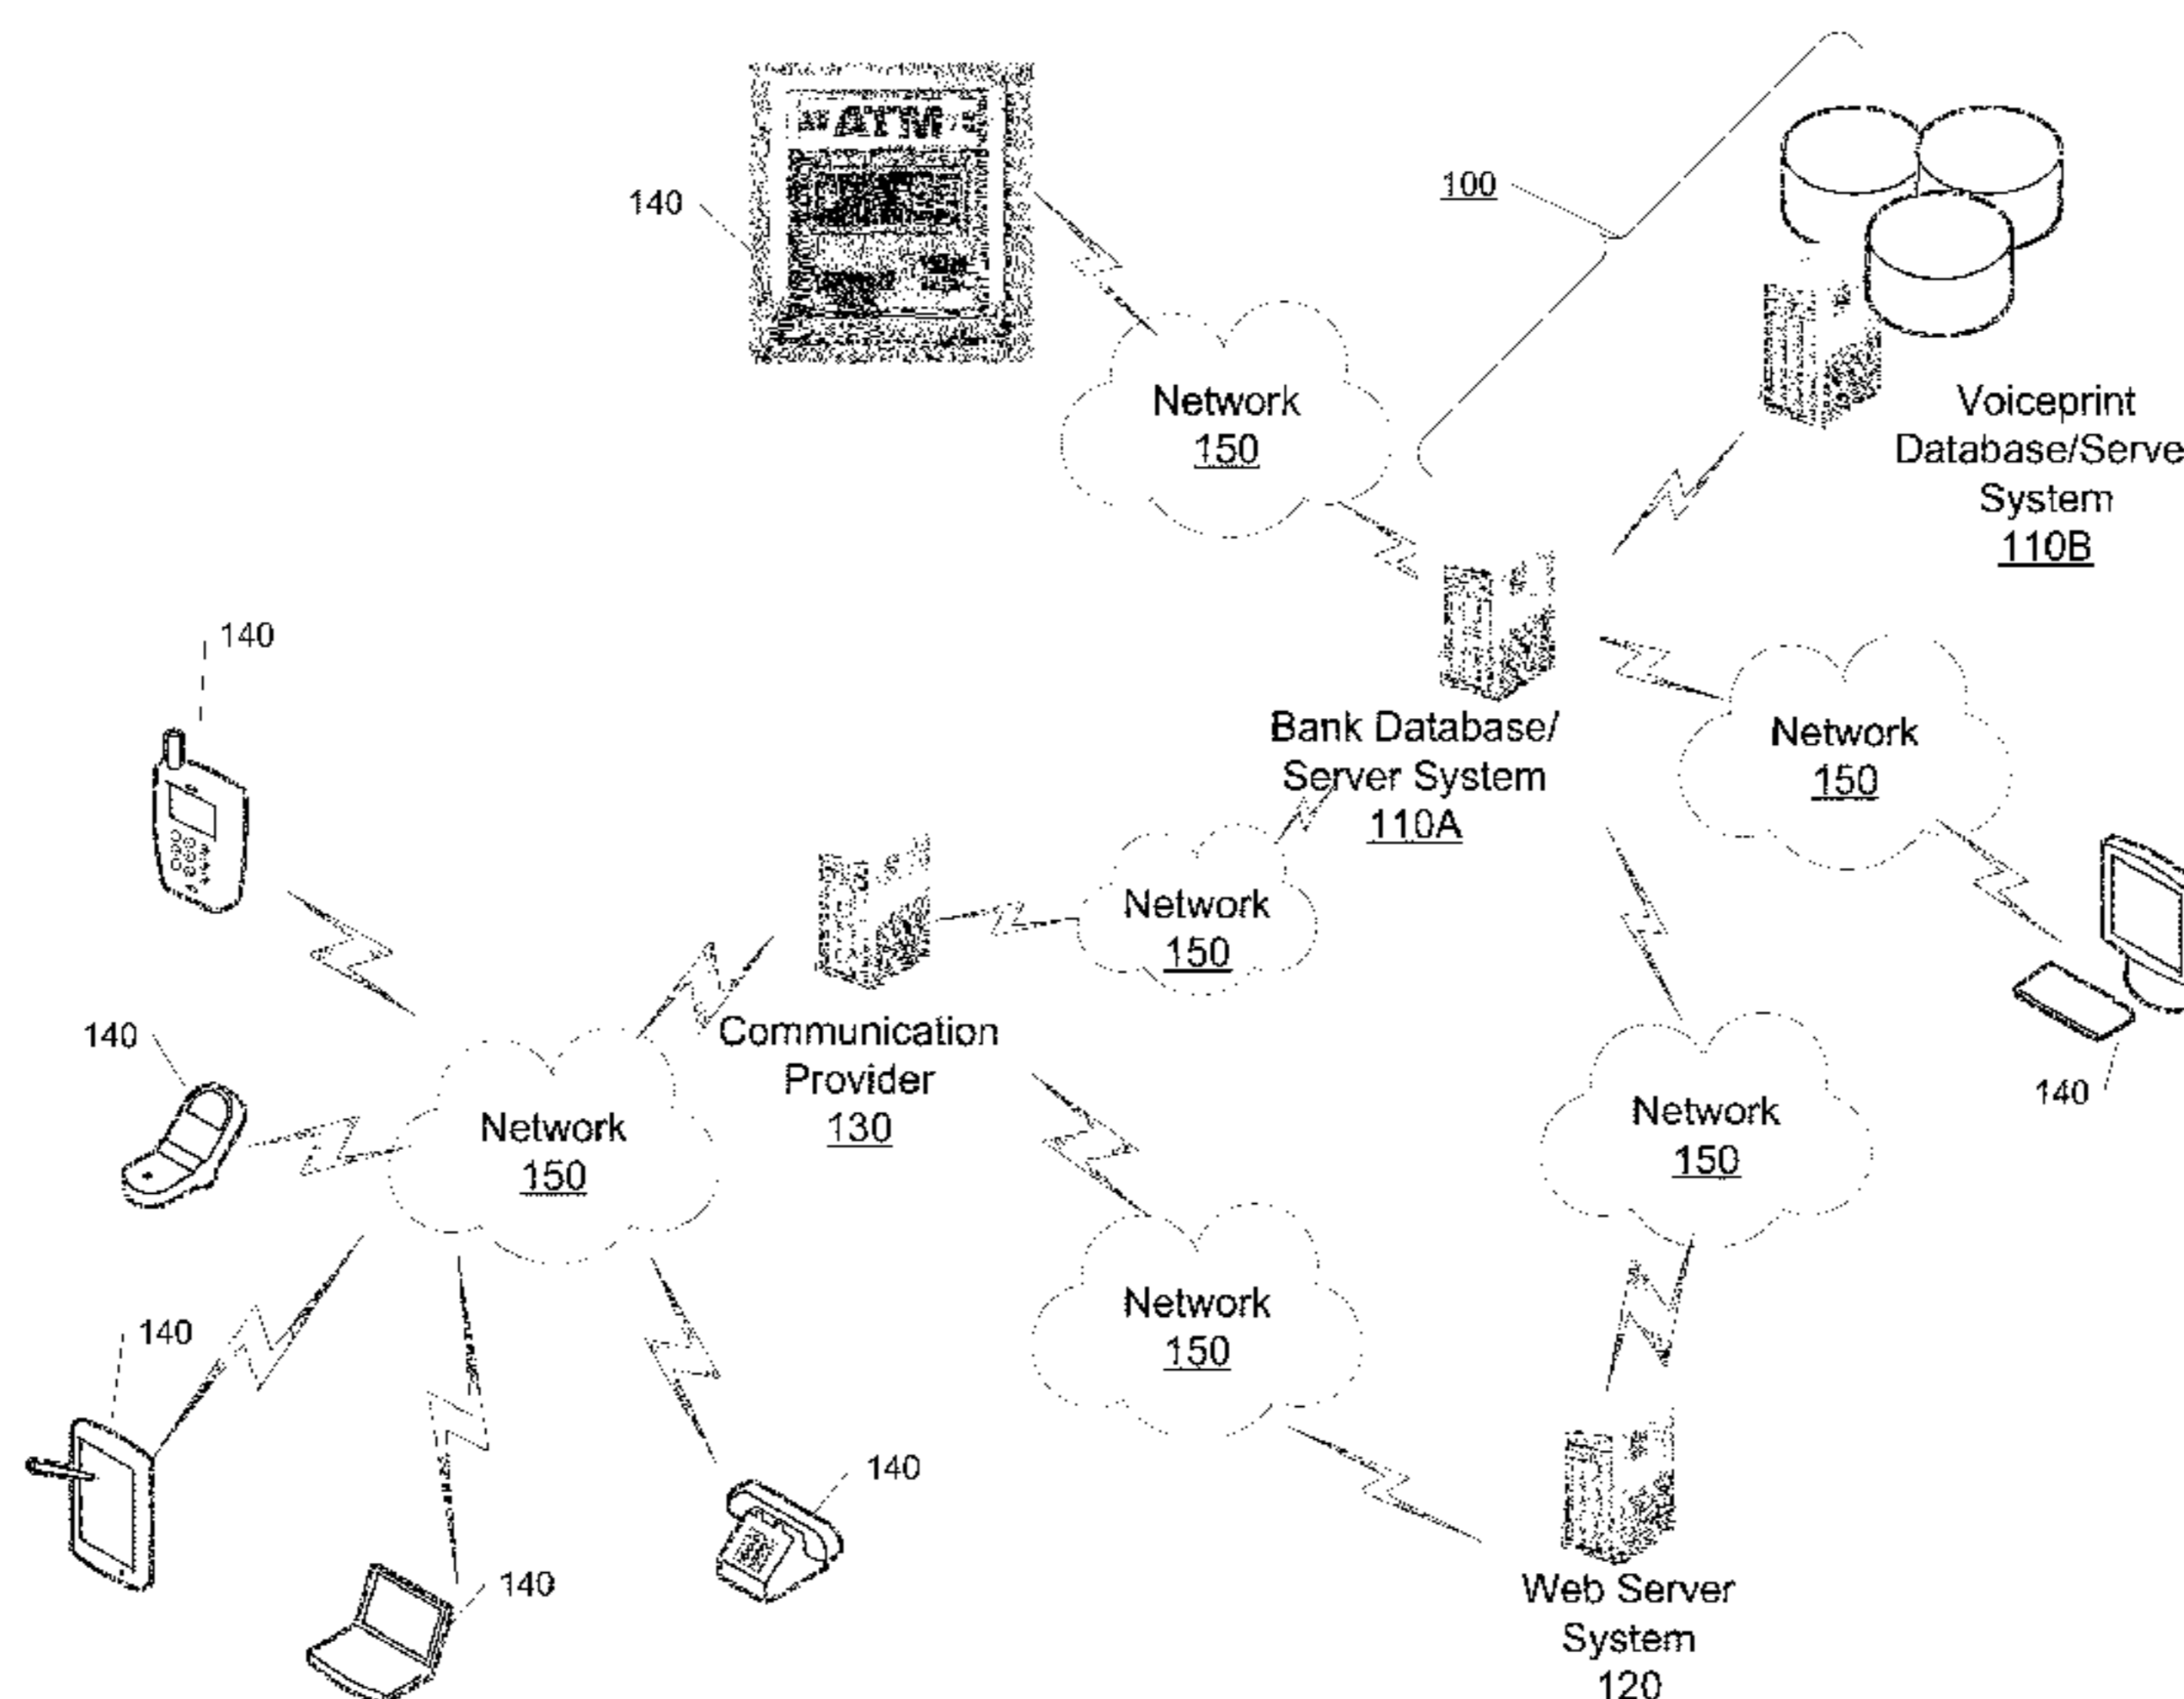 ATM
140
100
Network
150
Voiceprint
Database/Serve
System
110B
140
Bank Database/
Server System
110A
Network
150
Network
150
140
Communication
Provider
130
Network
150
Network
150
140
Network
150
140
140
140
Web Server
System
120